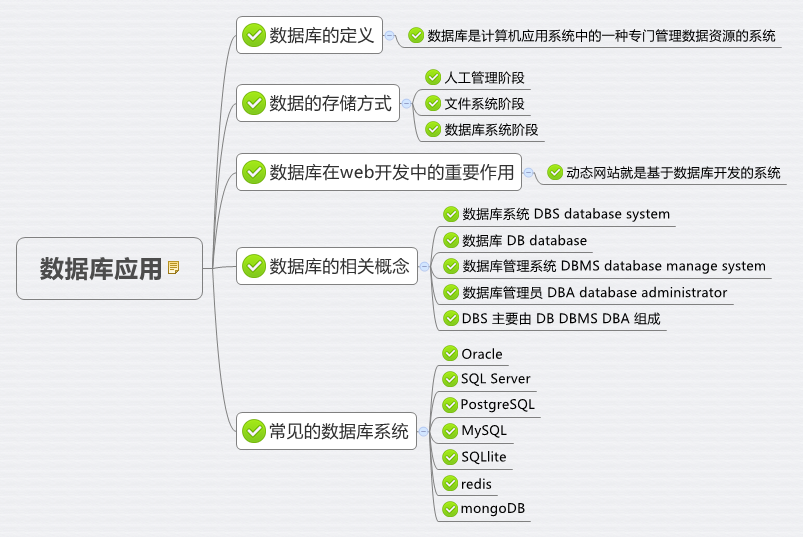 数据库应用
数据库的定义
数据库是计算机应用系统中的一种专门管理数据资源的系统
数据的存储方式
人工管理阶段
文件系统阶段
数据库系统阶段
数据库在web开发中的重要作用
动态网站就是基于数据库开发的系统
数据库的相关概念
数据库系统 DBS database system
数据库 DB database
数据库管理系统 DBMS database manage system
数据库管理员 DBA database administrator
DBS 主要由 DB DBMS DBA 组成
常见的数据库系统
Oracle
SQL Server
PostgreSQL
MySQL
SQLlite
redis
mongoDB